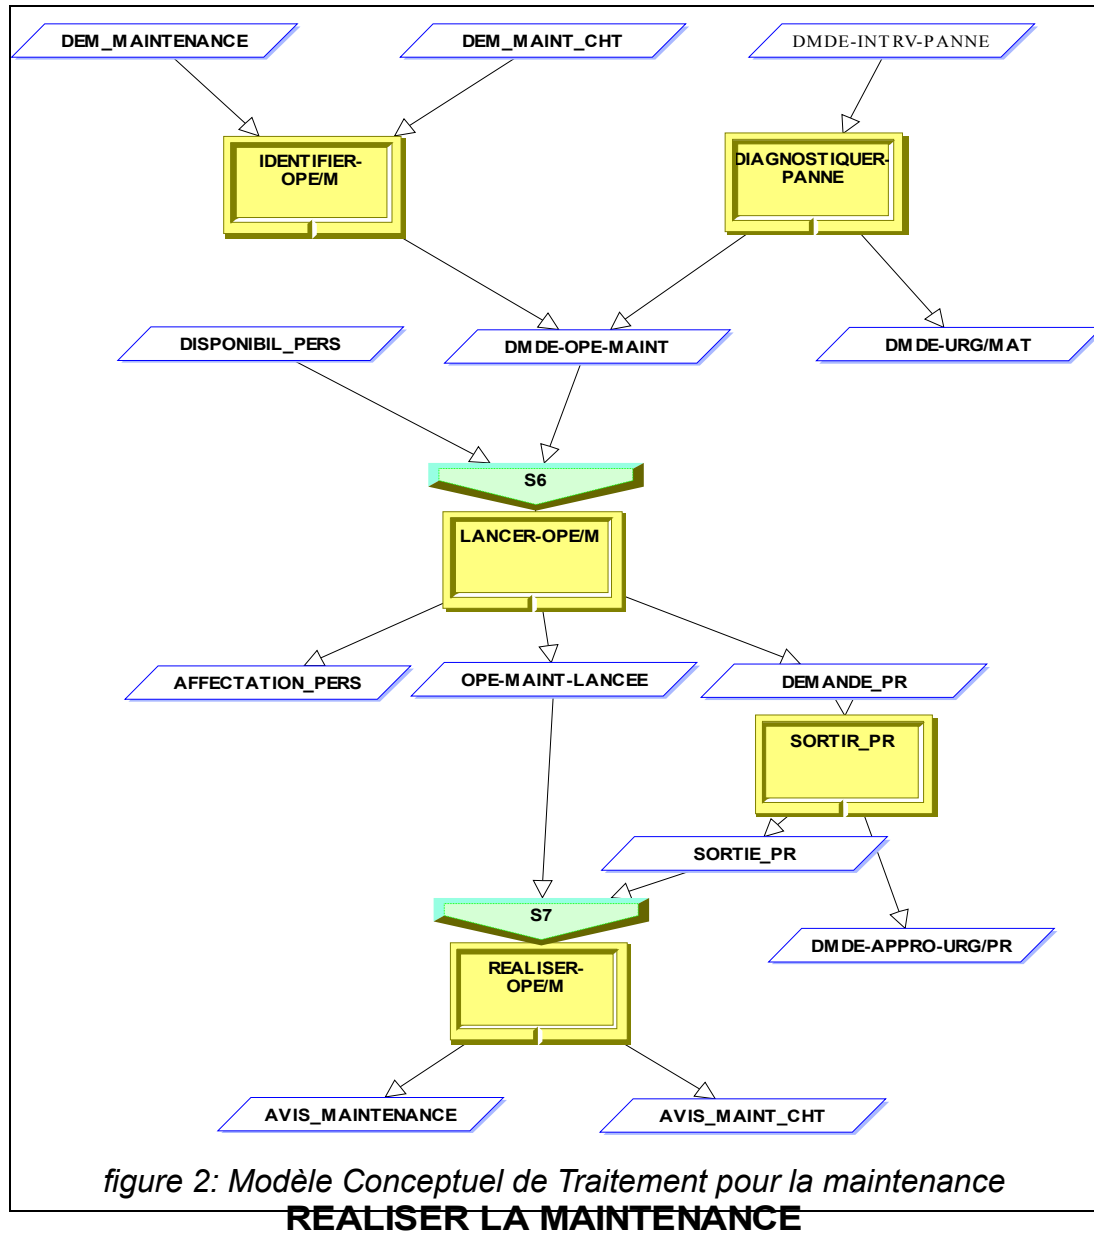 DEM_MAINTENANCE
DEM_MAINT_CHT
DMDE-INTRV-PANNE
IDENTIFIER-
OPE/M
DIAGNOSTIQUER-
PANNE
DISPONIBIL_PERS
DMDE-OPE-MAINT
DMDE-URG/MAT
S6
LANCER-OPE/M
AFFECTATION_PERS
OPE-MAINT-LANCEE
DEMANDE_PR
SORTIR_PR
SORTIE_PR
S7
DMDE-APPRO-URG/PR
REALISER-
OPE/M
AVIS_MAINTENANCE
AVIS_MAINT_CHT
figure 2: Modèle Conceptuel de Traitement pour la maintenance
REALISER LA MAINTENANCE